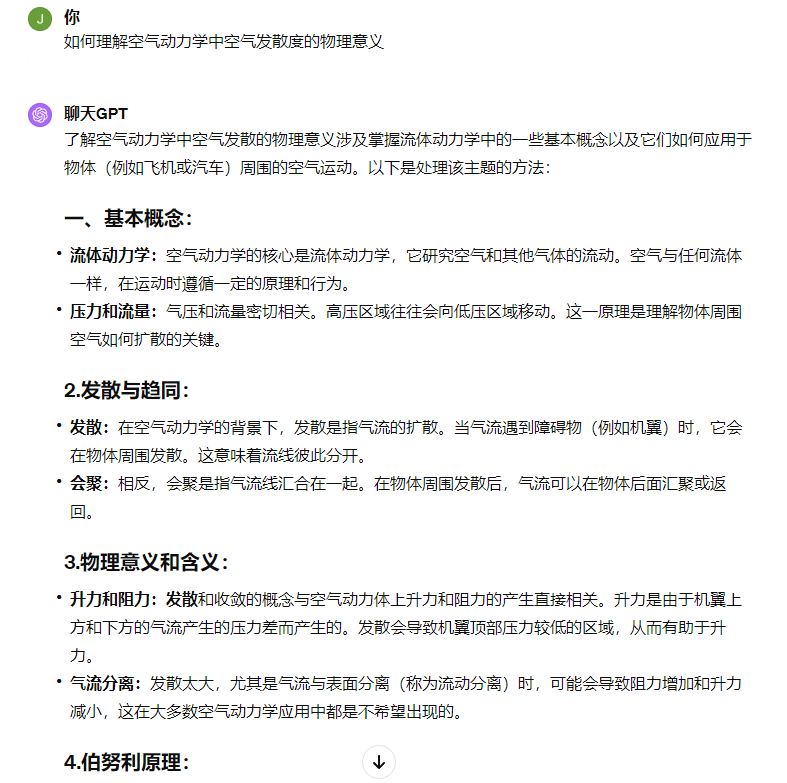 J
你
如何理解空气动力学中空气发散度的物理意义
聊天GPT
了解空气动力学中空气发散的物理意义涉及掌握流体动力学中的一些基本概念以及它们如何应用于
物体（例如飞机或汽车）周围的空气运动。以下是处理该主题的方法：
一、基本概念：
• 流体动力学：空气动力学的核心是流体动力学，它研究空气和其他气体的流动。空气与任何流体
一样，在运动时遵循一定的原理和行为。
• 压力和流量：气压和流量密切相关。高压区域往往会向低压区域移动。这一原理是理解物体周围
空气如何扩散的关键。
2.发散与趋同：
• 发散：在空气动力学的背景下，发散是指气流的扩散。当气流遇到障碍物（例如机翼）时，它会
在物体周围发散。这意味着流线彼此分开。
• 会聚：相反，会聚是指气流线汇合在一起。在物体周围发散后，气流可以在物体后面汇聚或返
回。
3.物理意义和含义：
• 升力和阻力：发散和收敛的概念与空气动力体上升力和阻力的产生直接相关。升力是由于机翼上
方和下方的气流产生的压力差而产生的。发散会导致机翼顶部压力较低的区域，从而有助于升
力。
• 气流分离：发散太大，尤其是气流与表面分离（称为流动分离）时，可能会导致阻力增加和升力
减小，这在大多数空气动力学应用中都是不希望出现的。
4.伯努利原理：